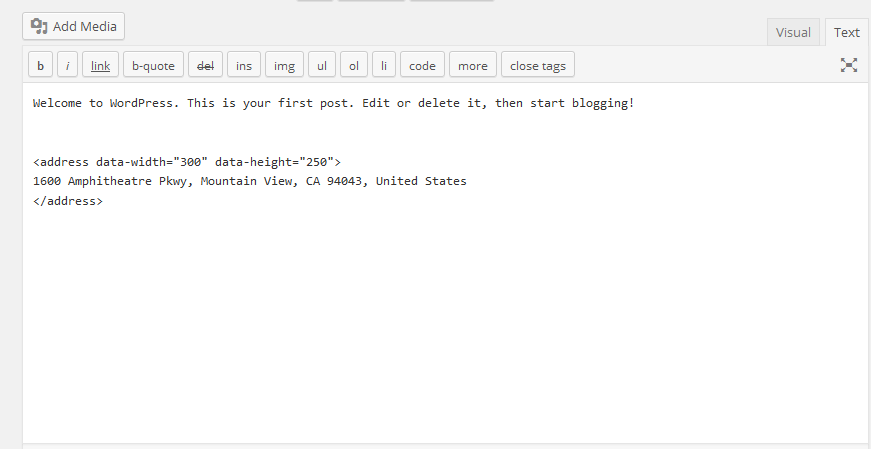 Add Media
Visual Text
b i link b-quote del ins img ul ol li code more close tags
Welcome to WordPress. This is your first post. Edit or delete it, then start blogging!
<address data-width="300" data-height="250">
1600 Amphitheatre Pkwy, Mountain View, CA 94043, United States
</address>